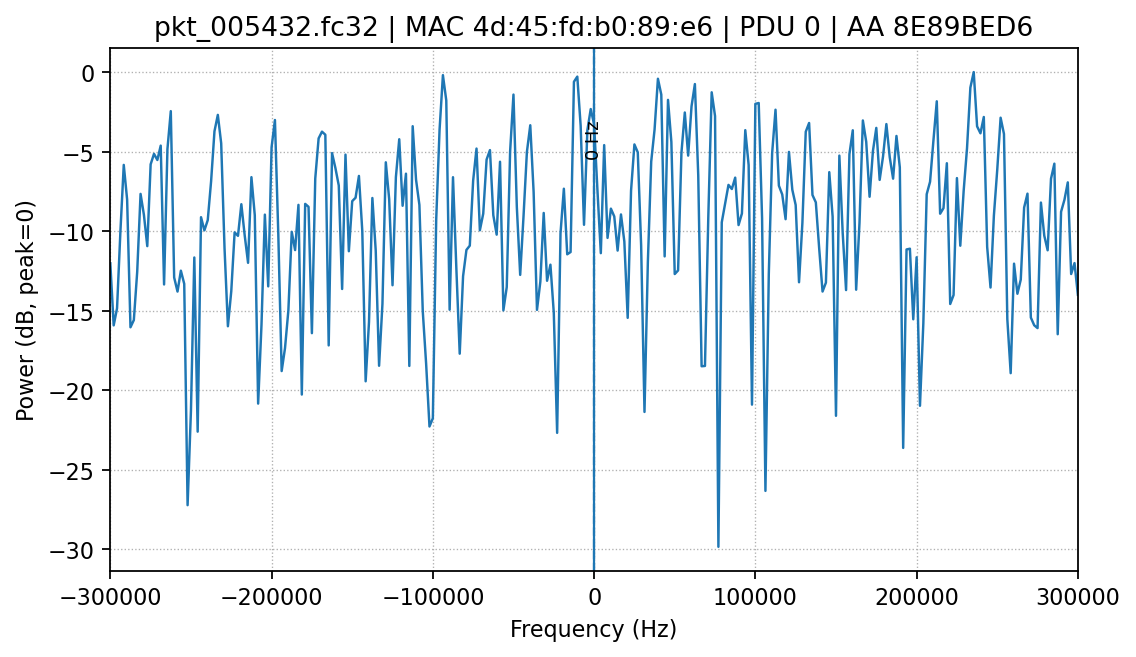 pkt_005432.fc32 | MAC 4d:45:fd:b0:89:e6 | PDU 0 | AA 8E89BED6
Power (dB, peak=0)
0
−5
−10
−15
−20
−25
−30
0 Hz
−300000 −200000 −100000 0 100000 200000 300000
Frequency (Hz)